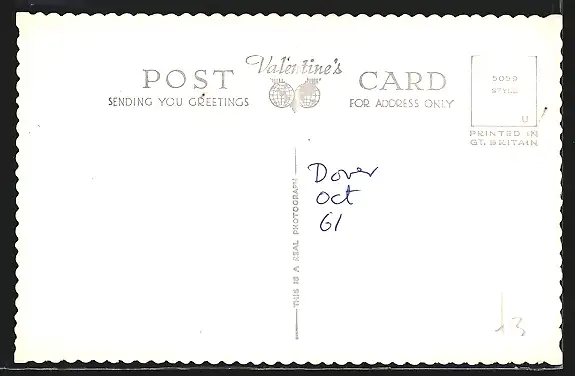 Valentine's
POST CARD
SENDING YOU GREETINGS
FOR ADDRESS ONLY
5050
STYLE
U
PRINTED IN
GT. BRITAIN
THIS IS A REAL PHOTOGRAPH
Dover
Oct
61